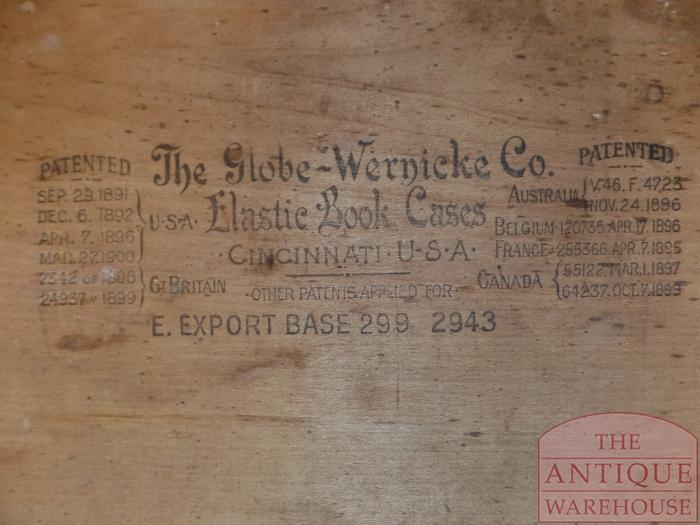 PATENTED
SEP. 29.1891
DEC. 6. 1892
APR. 7. 1896
MAR. 27.1900
U·S·A·
7342 OF 1896
24937 " 1899
GT BRITAIN
The Globe-Wernicke Co.
Elastic Book Cases
·CINCINNATI·U·S·A·
·OTHER PATENTS APPLIED FOR·
E. EXPORT BASE 299 2943
PATENTED
AUSTRALIA V.46. F. 4723
NOV. 24. 1896
BELGIUM·120735·APR.17.1896
FRANCE·255366·APR.7.1896
CANADA 55122.MAR.1.1897
64237.OCT.7.1899
THE
ANTIQUE
WAREHOUSE